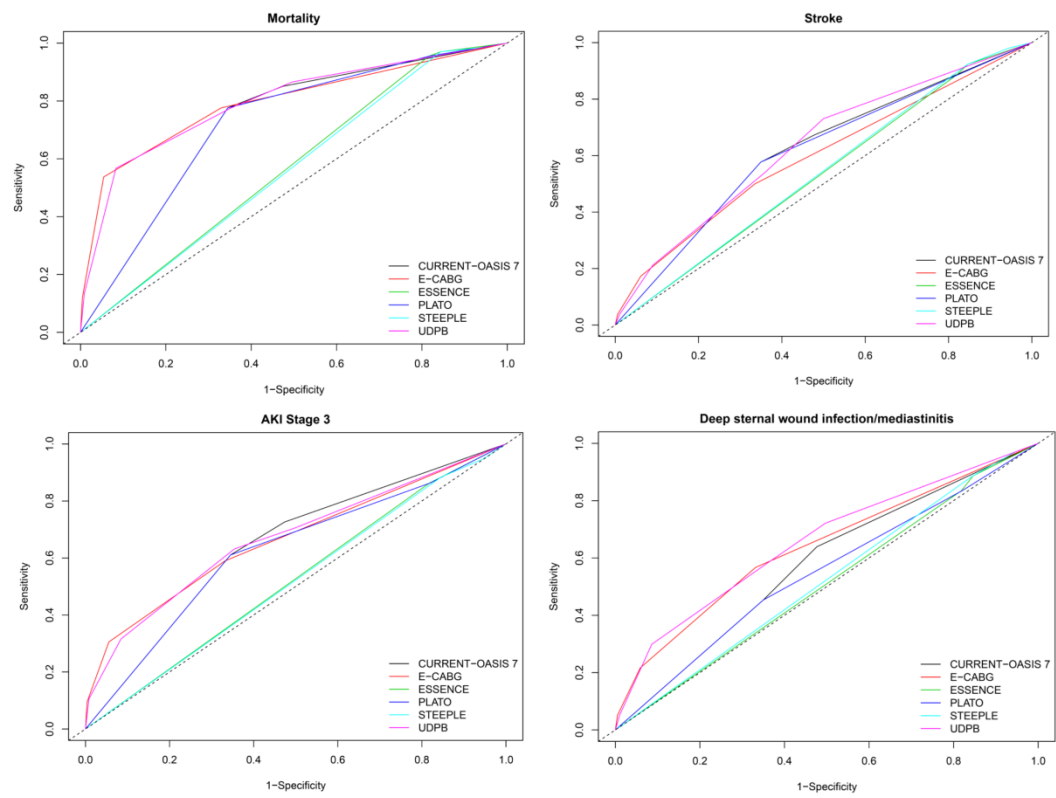 Mortality
Sensitivity
1.0
0.8
0.6
0.4
0.2
0.0
CURRENT-OASIS 7
E-CABG
ESSENCE
PLATO
STEEPLE
UDPB
0.0 0.2 0.4 0.6 0.8 1.0
1-Specificity
Stroke
Sensitivity
1.0
0.8
0.6
0.4
0.2
0.0
CURRENT-OASIS 7
E-CABG
ESSENCE
PLATO
STEEPLE
UDPB
0.0 0.2 0.4 0.6 0.8 1.0
1-Specificity
AKI Stage 3
Sensitivity
1.0
0.8
0.6
0.4
0.2
0.0
CURRENT-OASIS 7
E-CABG
ESSENCE
PLATO
STEEPLE
UDPB
0.0 0.2 0.4 0.6 0.8 1.0
1-Specificity
Deep sternal wound infection/mediastinitis
Sensitivity
1.0
0.8
0.6
0.4
0.2
0.0
CURRENT-OASIS 7
E-CABG
ESSENCE
PLATO
STEEPLE
UDPB
0.0 0.2 0.4 0.6 0.8 1.0
1-Specificity